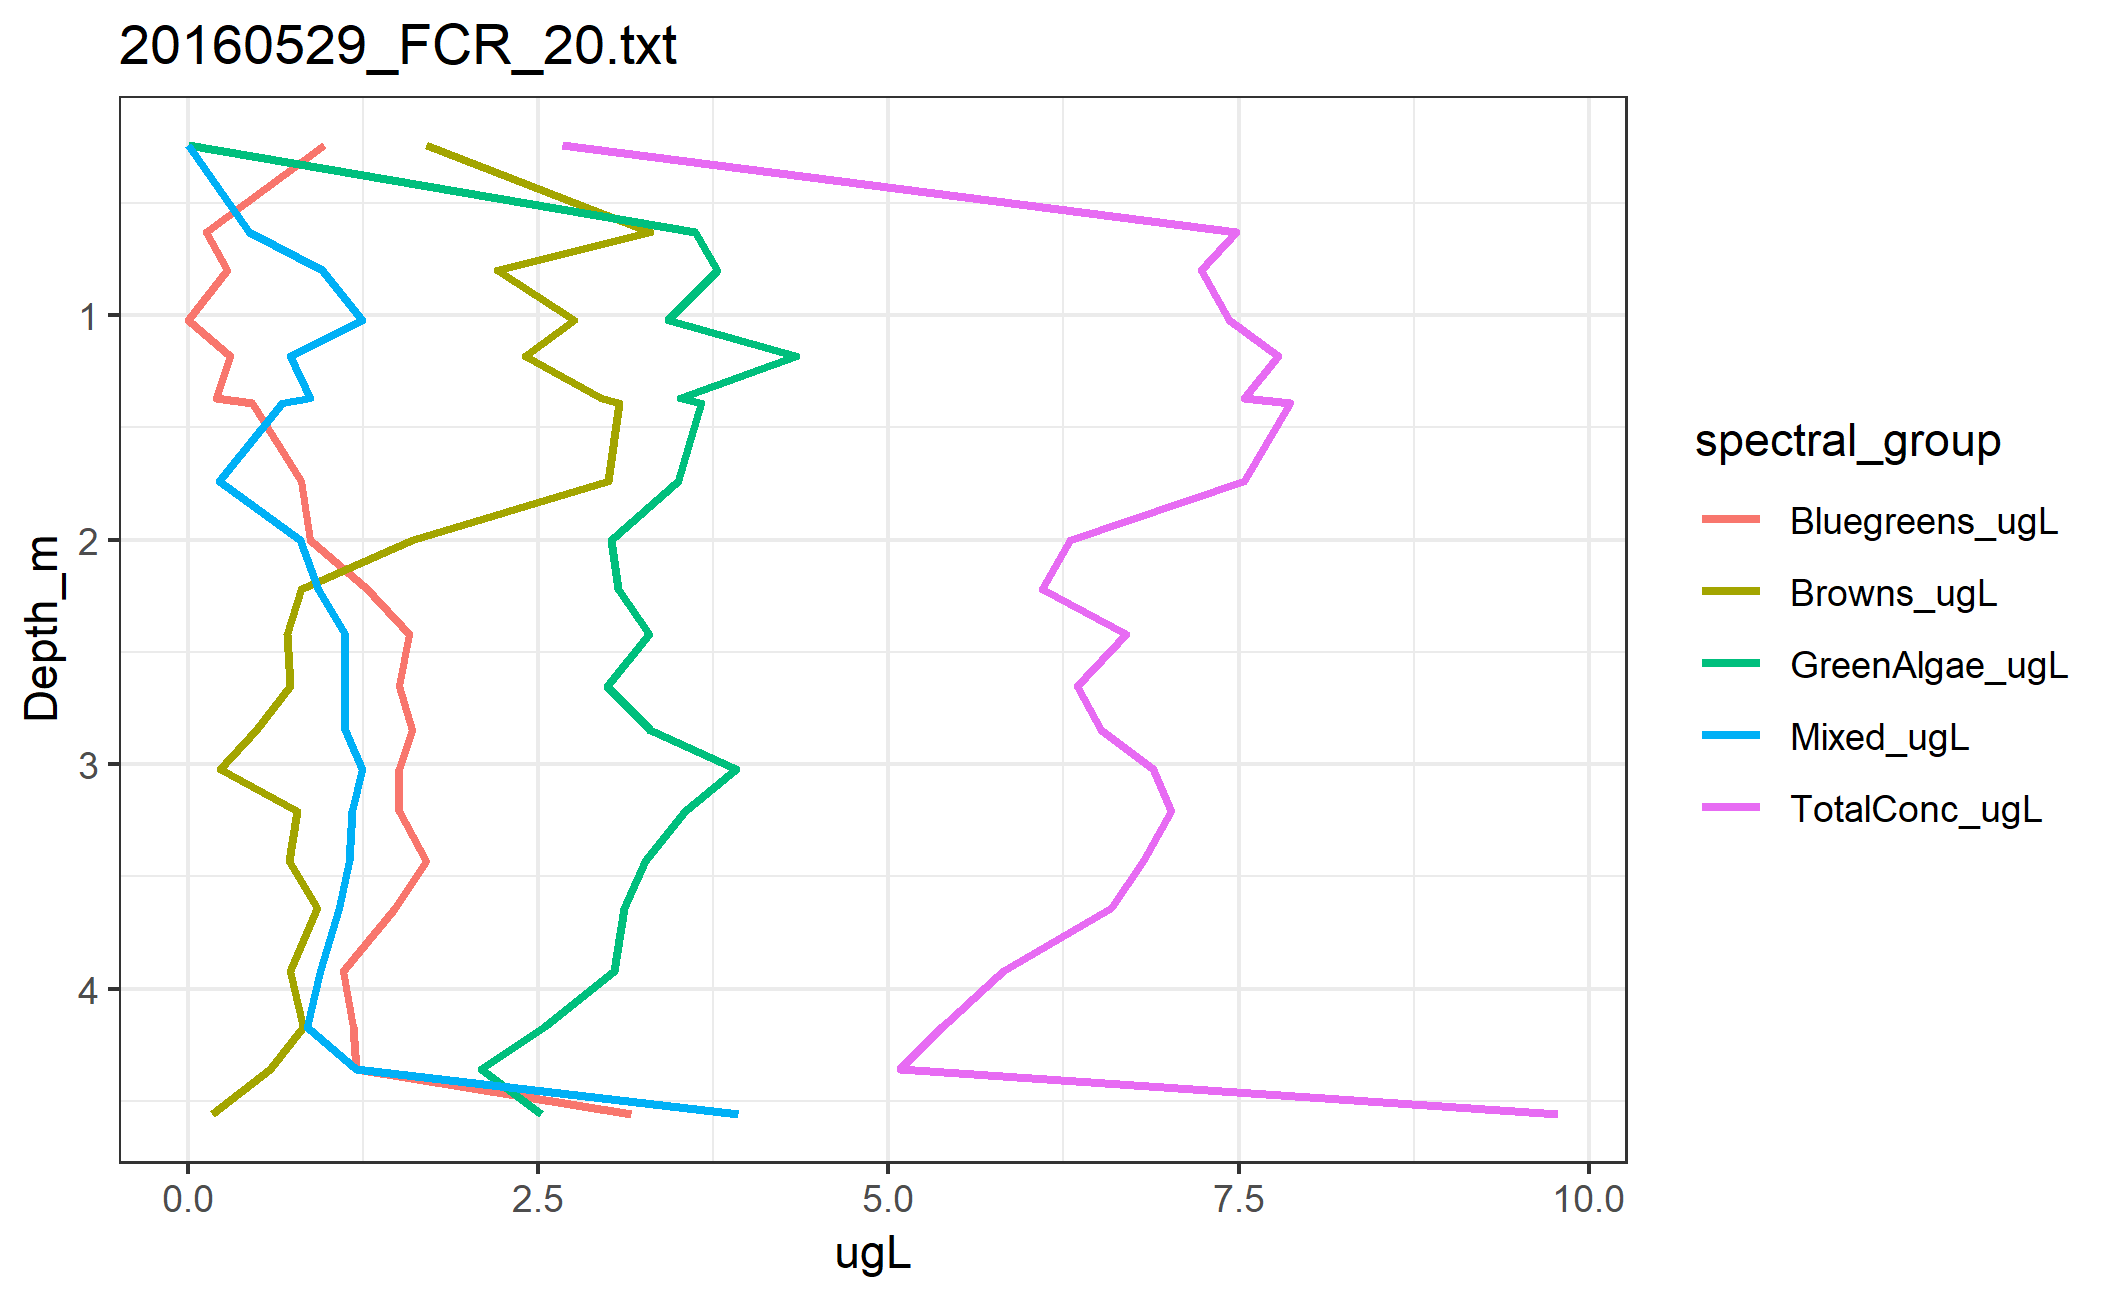 20160529_FCR_20.txt
Depth_m
1
2
3
4
0.0 2.5 5.0 7.5 10.0
ugL
spectral_group
Bluegreens_ugL
Browns_ugL
GreenAlgae_ugL
Mixed_ugL
TotalConc_ugL